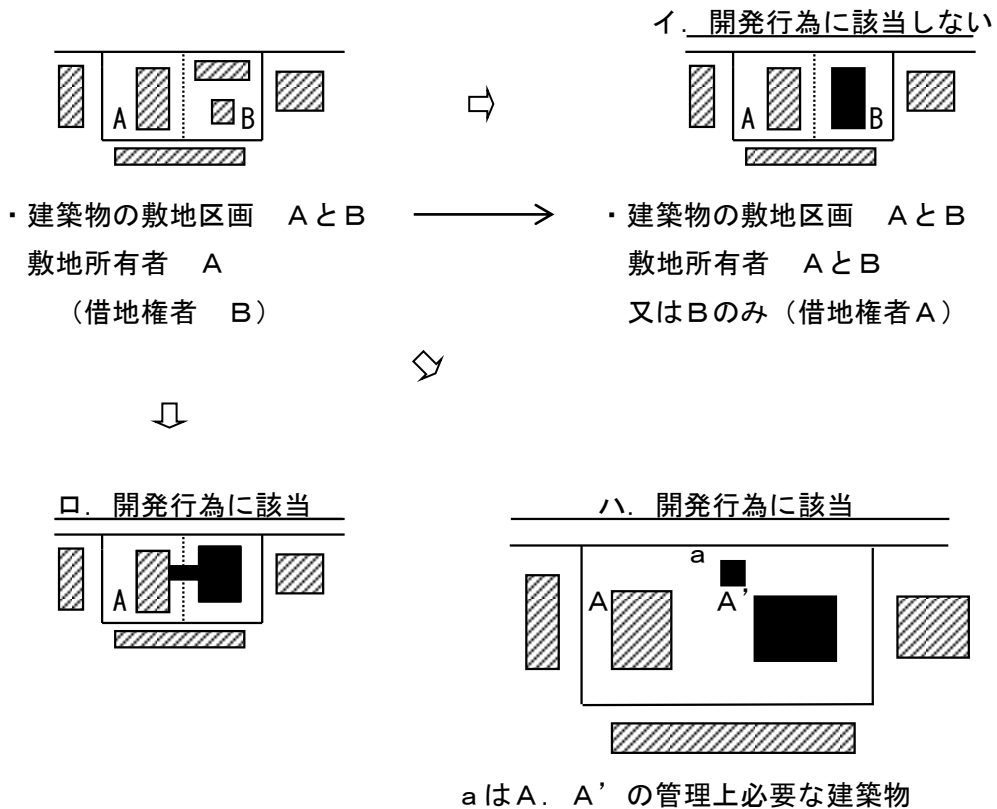 イ．開発行為に該当しない
A
B
A
B
・建築物の敷地区画　AとB
敷地所有者　A
（借地権者　B）
・建築物の敷地区画　AとB
敷地所有者　AとB
又はBのみ（借地権者A）
ロ．開発行為に該当
A
ハ．開発行為に該当
a
A
A’
aはA．A’の管理上必要な建築物